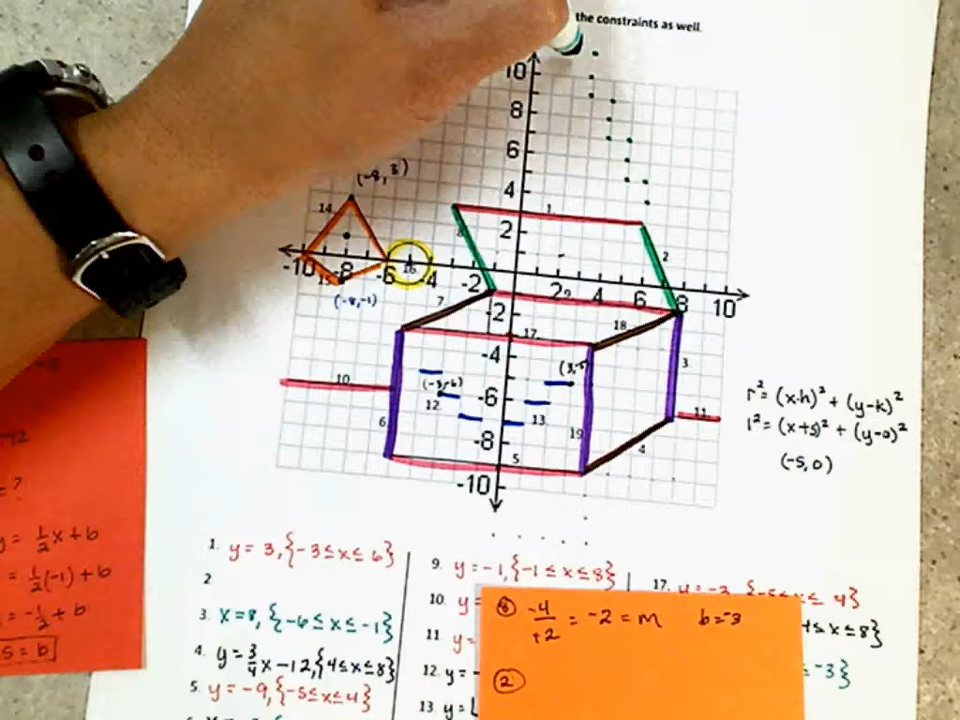 the constraints as well.
10
8
6
4
2
-10 -8 -6 -4 -2 2 4 6 8 10
-2
-4
-6
-8
-10
(-8, 3)
14
15
(-8,-1)
16
1
2
8
9
7
17
18
3
10
(-3,-6)
12
13
6
19
5
4
11
r² = (x-h)² + (y-k)²
1² = (x+5)² + (y-0)²
(-5, 0)
= ?
y = 1/2 x + b
= 1/2 (-1) + b
= -1/2 + b
5 = b
1. y = 3, {-3 ≤ x ≤ 6}
2
3. x = 8, {-6 ≤ x ≤ -1}
4. y = 3/4 x - 12, {4 ≤ x ≤ 8}
5. y = -9, {-5 ≤ x ≤ 4}
9. y = -1, {-1 ≤ x ≤ 8}
10. y =
11. y =
12. y = -
13. y =
17. y = -3 {-5 ≤ x ≤ 4}
≤ x ≤ 8}
≤ -3}
8 -4/+2 = -2 = m b = -3
2